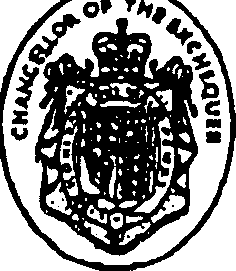 CHANCELLOR OF THE EXCHEQUER